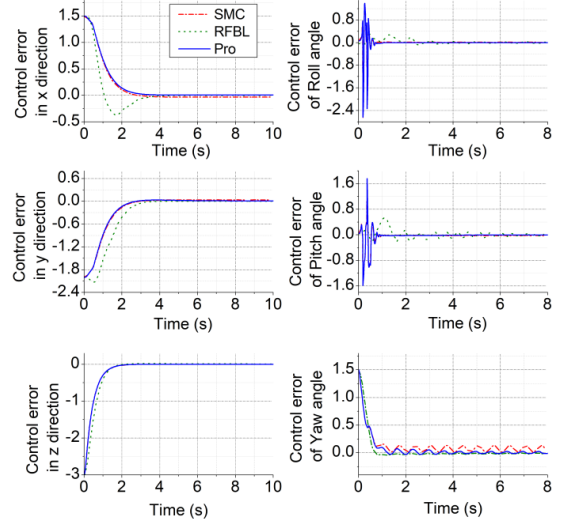 SMC
RFBL
Pro
Control error
in x direction
1.5
1.0
0.5
0.0
-0.5
0 2 4 6 8 10
Time (s)
Control error
of Roll angle
0.8
0.0
-0.8
-1.6
-2.4
0 2 4 6 8
Time (s)
Control error
in y direction
0.6
0.0
-0.6
-1.2
-1.8
-2.4
0 2 4 6 8 10
Time (s)
Control error
of Pitch angle
1.6
0.8
0.0
-0.8
-1.6
0 2 4 6 8
Time (s)
Control error
in z direction
0
-1
-2
-3
0 2 4 6 8 10
Time (s)
Control error
of Yaw angle
1.5
1.0
0.5
0.0
0 2 4 6 8
Time (s)